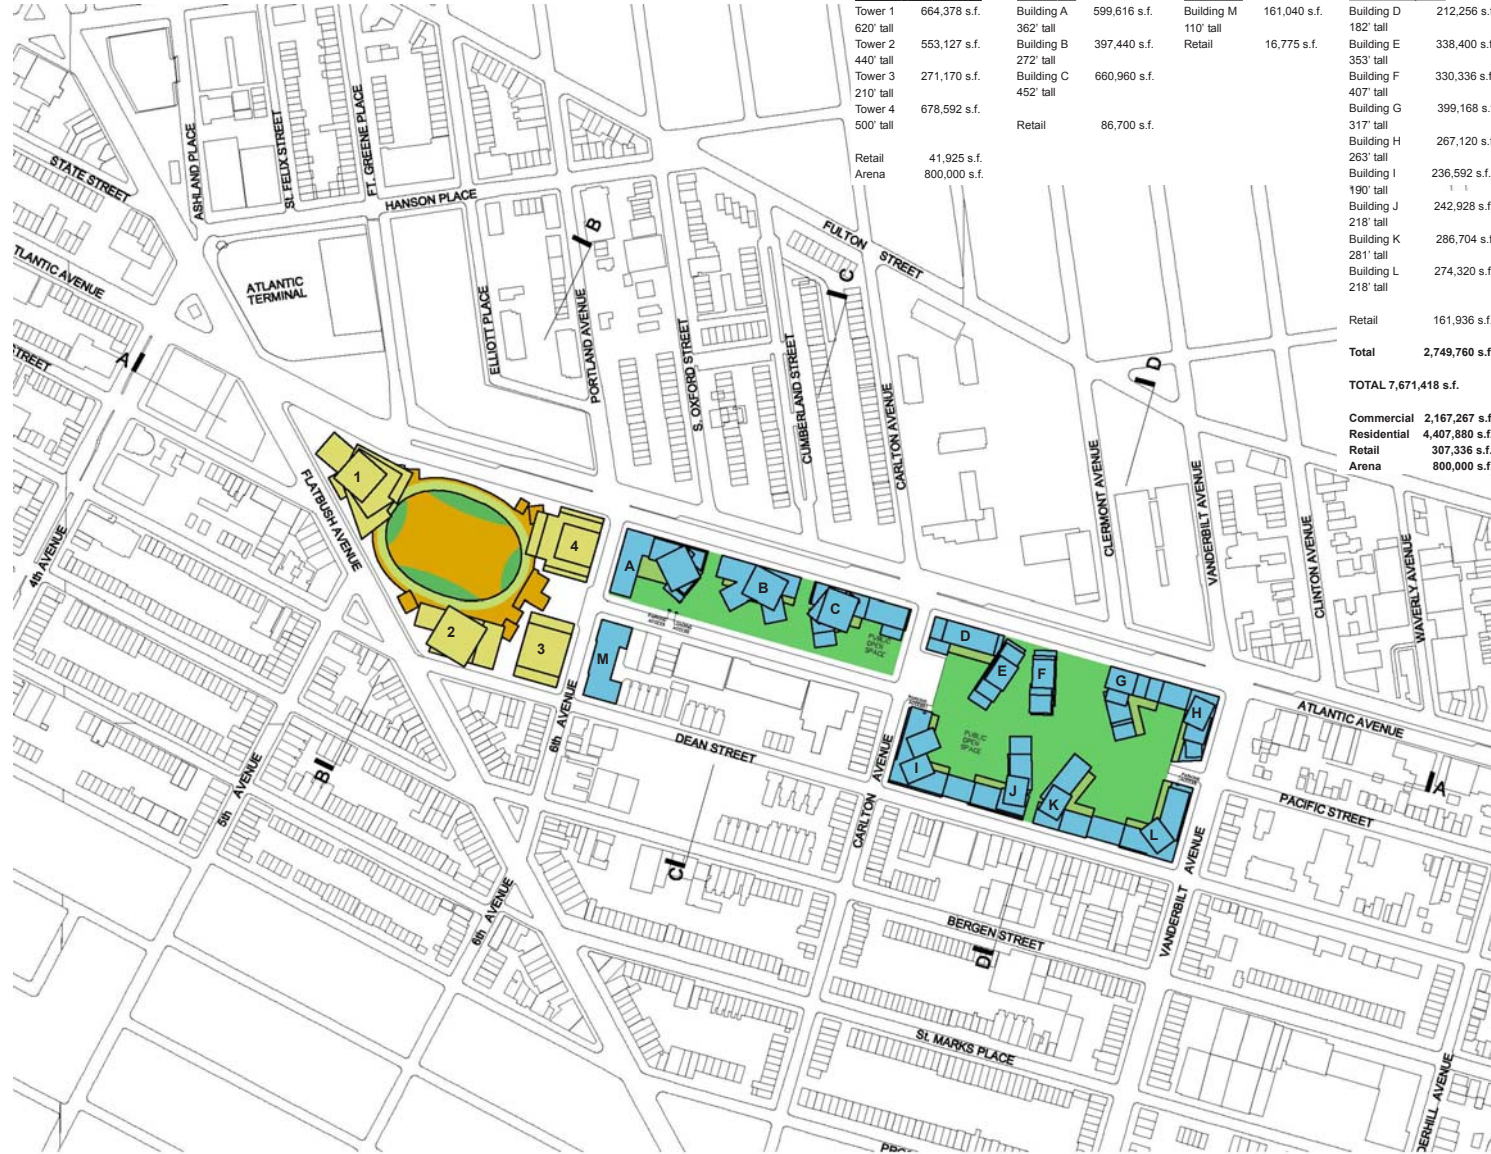 Tower 1 664,378 s.f.
620' tall
Tower 2 553,127 s.f.
440' tall
Tower 3 271,170 s.f.
210' tall
Tower 4 678,592 s.f.
500' tall
Retail 41,925 s.f.
Arena 800,000 s.f.
Building A 599,616 s.f.
362' tall
Building B 397,440 s.f.
272' tall
Building C 660,960 s.f.
452' tall
Retail 86,700 s.f.
Building M 161,040 s.f.
110' tall
Retail 16,775 s.f.
Building D 212,256 s.f
182' tall
Building E 338,400 s.f
353' tall
Building F 330,336 s.f
407' tall
Building G 399,168 s.
317' tall
Building H 267,120 s.f
263' tall
Building I 236,592 s.f.
190' tall
Building J 242,928 s.f
218' tall
Building K 286,704 s.f
281' tall
Building L 274,320 s.f
218' tall
Retail 161,936 s.f.
Total 2,749,760 s.f
TOTAL 7,671,418 s.f.
Commercial 2,167,267 s.f
Residential 4,407,880 s.f.
Retail 307,336 s.f.
Arena 800,000 s.f
STATE STREET
ASHLAND PLACE
St. FELIX STREET
FT. GREENE PLACE
HANSON PLACE
TLANTIC AVENUE
ATLANTIC
TERMINAL
STREET
A
B
C
D
FULTON STREET
ELLIOTT PLACE
PORTLAND AVENUE
S. OXFORD STREET
CUMBERLAND STREET
CARLTON AVENUE
CLERMONT AVENUE
VANDERBILT AVENUE
CLINTON AVENUE
WAVERLY AVENUE
4th AVENUE
FLATBUSH AVENUE
1
4
2
3
A
B
C
PUBLIC
OPEN
SPACE
M
D
E
F
G
H
PUBLIC
OPEN
SPACE
I
J
K
L
6th AVENUE
DEAN STREET
CARLTON AVENUE
ATLANTIC AVENUE
PACIFIC STREET
A
B
C
D
5th AVENUE
6th AVENUE
BERGEN STREET
VANDERBILT AVENUE
St. MARKS PLACE
DERHILL AVENUE